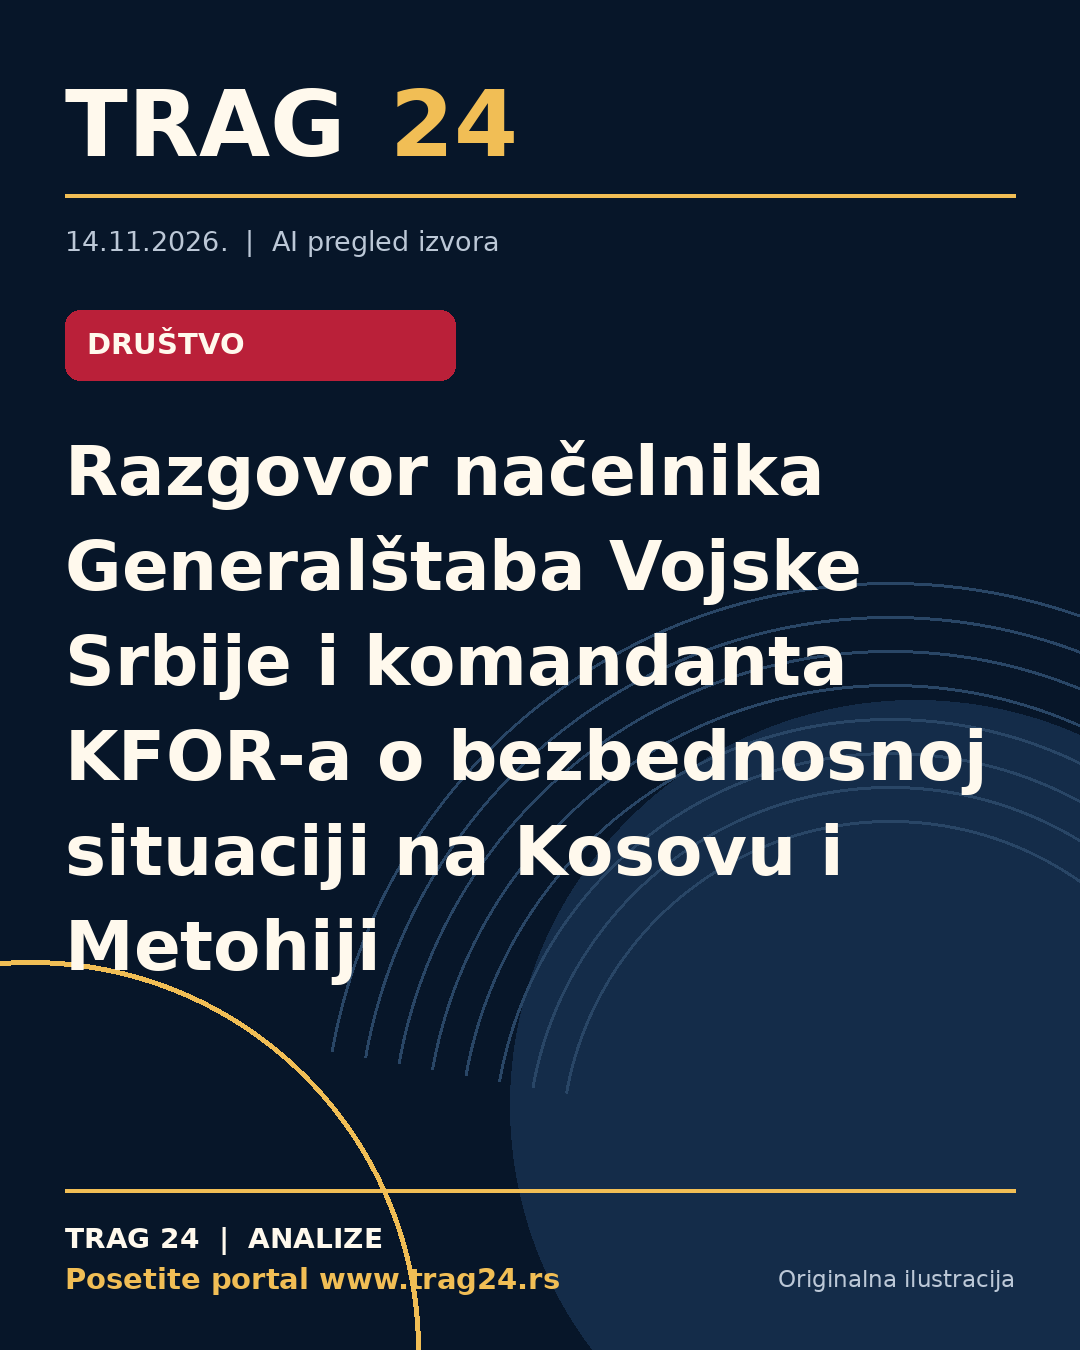 TRAG 24
14.11.2026. | AI pregled izvora
DRUŠTVO
Razgovor načelnika
Generalštaba Vojske
Srbije i komandanta
KFOR-a o bezbednosnoj
situaciji na Kosovu i
Metohiji
TRAG 24 | ANALIZE
Posetite portal www.trag24.rs
Originalna ilustracija